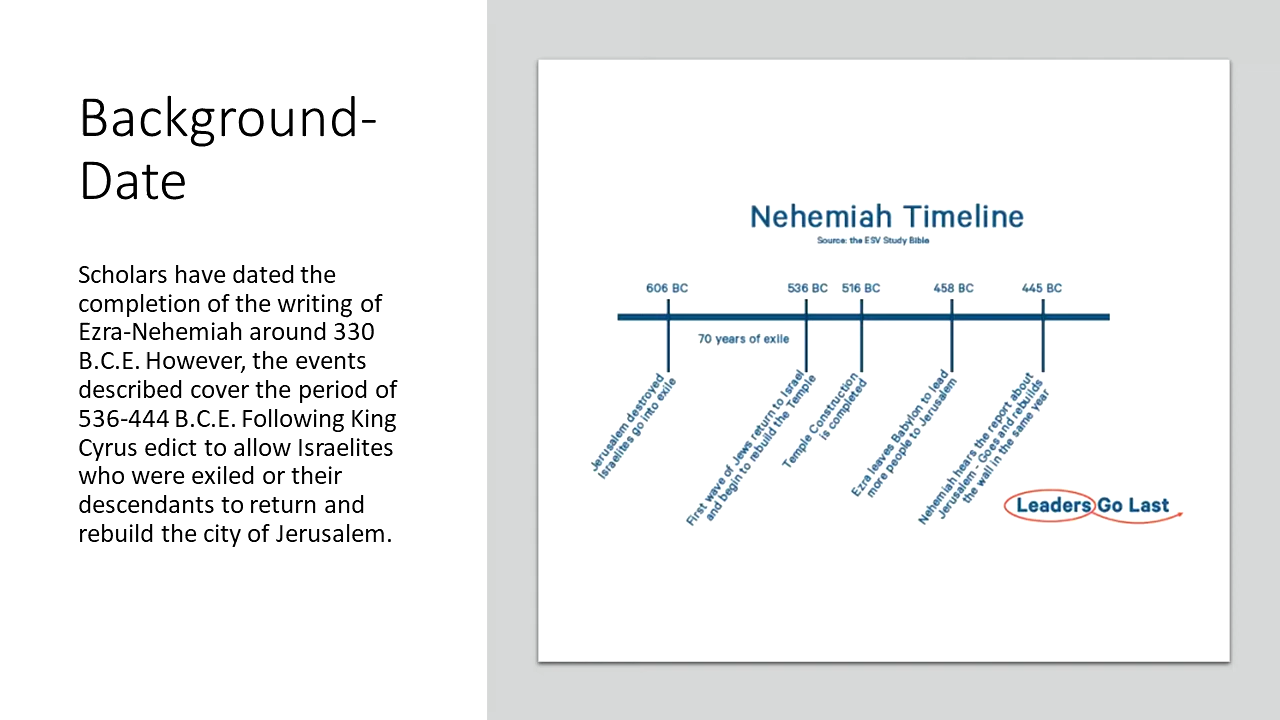 Background-
Date
Scholars have dated the
completion of the writing of
Ezra-Nehemiah around 330
B.C.E. However, the events
described cover the period of
536-444 B.C.E. Following King
Cyrus edict to allow Israelites
who were exiled or their
descendants to return and
rebuild the city of Jerusalem.
Nehemiah Timeline
Source: the ESV Study Bible
606 BC
536 BC
516 BC
458 BC
445 BC
70 years of exile
Jerusalem destroyed
Israelites go into exile
First wave of Jews return to Israel
and begin to rebuild the Temple
Temple Construction
is completed
Ezra leaves Babylon to lead
more people to Jerusalem
Nehemiah hears the report about
Jerusalem - Goes and rebuilds
the wall in the same year
Leaders Go Last